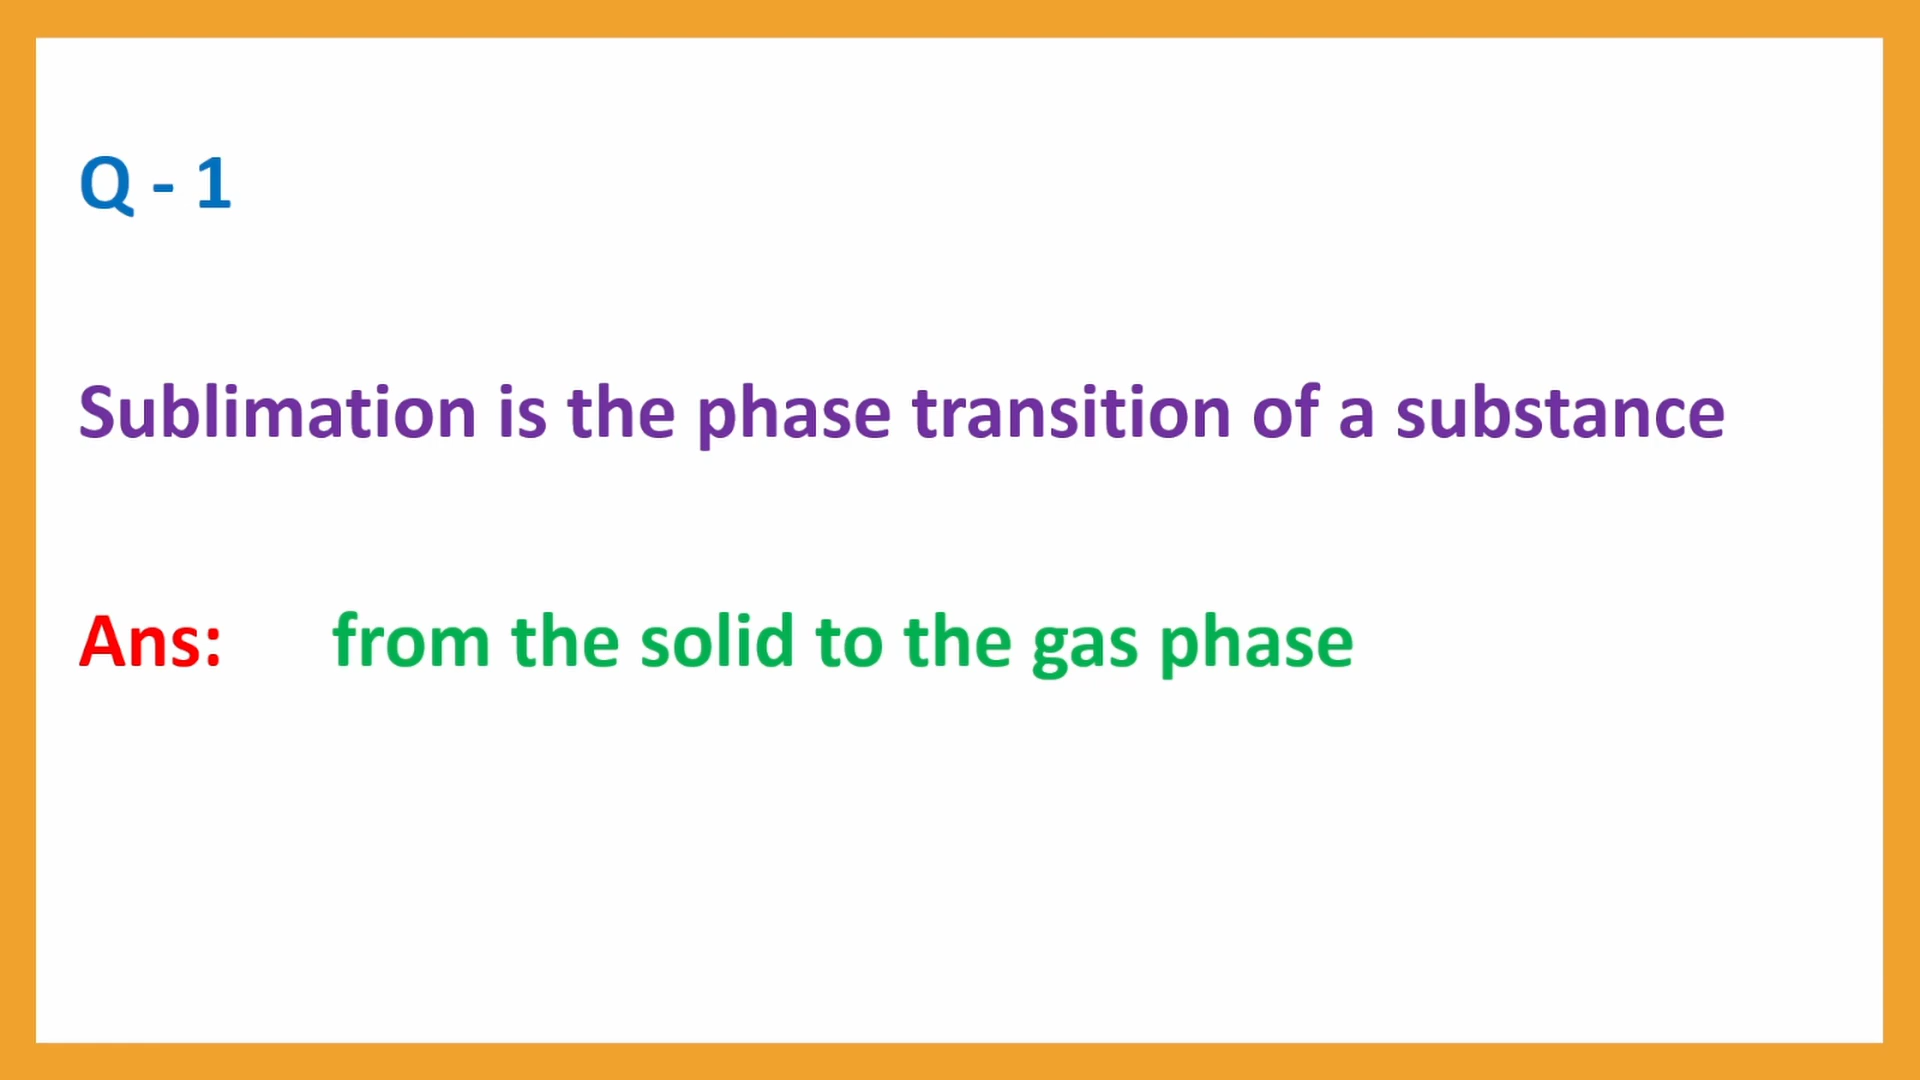 Q - 1
Sublimation is the phase transition of a substance
Ans: from the solid to the gas phase